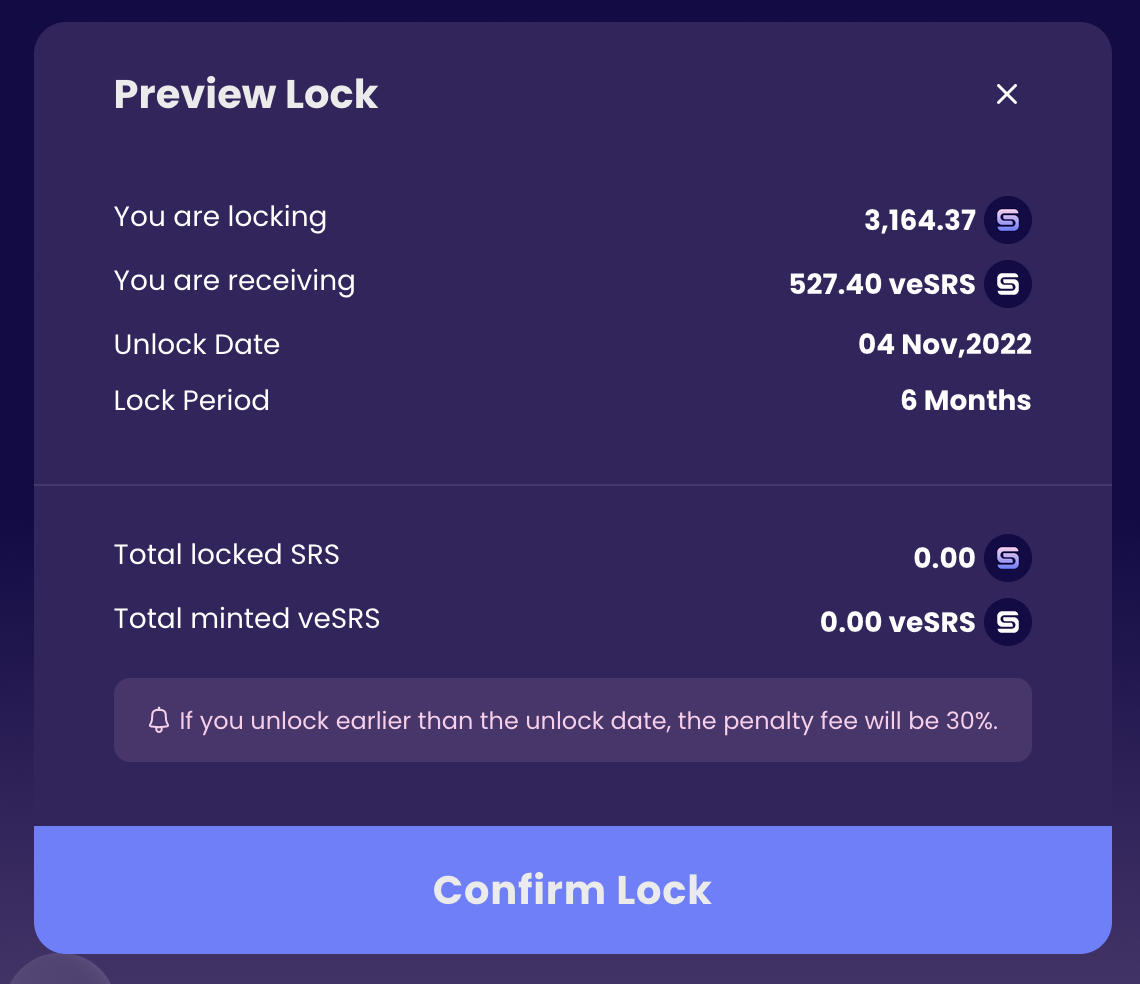 Preview Lock
You are locking 3,164.37
You are receiving 527.40 veSRS
Unlock Date 04 Nov,2022
Lock Period 6 Months
Total locked SRS 0.00
Total minted veSRS 0.00 veSRS
If you unlock earlier than the unlock date, the penalty fee will be 30%.
Confirm Lock